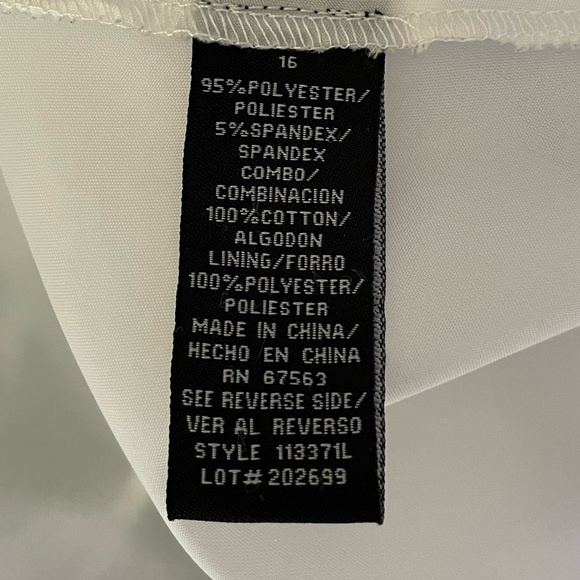 16
95%POLYESTER/
POLIESTER
5%SPANDEX/
SPANDEX
COMBO/
COMBINACION
100%COTTON/
ALGODON
LINING/FORRO
100%POLYESTER/
POLIESTER
MADE IN CHINA/
HECHO EN CHINA
RN 67563
SEE REVERSE SIDE/
VER AL REVERSO
STYLE 113371L
LOT# 202699